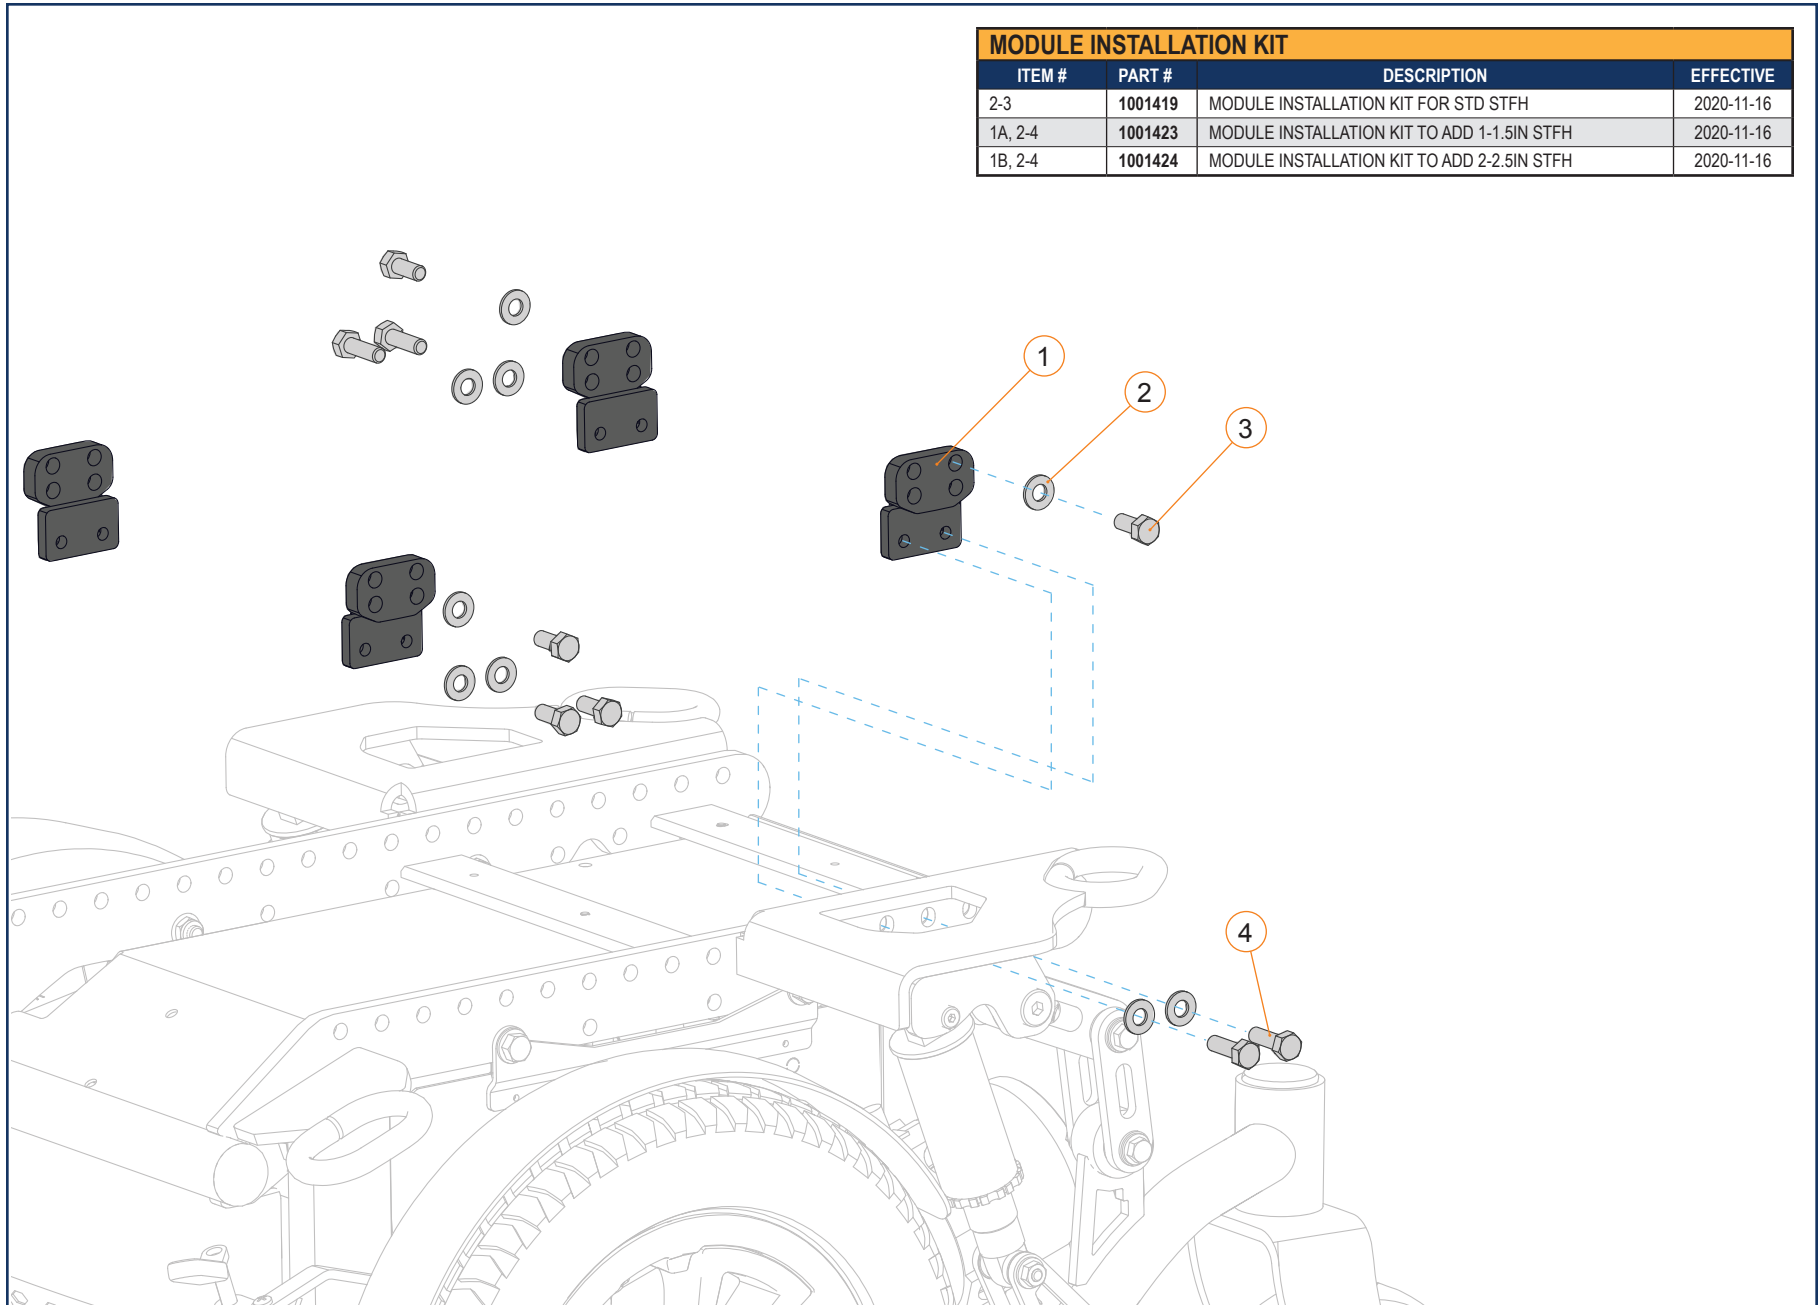 MODULE INSTALLATION KIT
ITEM # PART # DESCRIPTION EFFECTIVE
2-3 1001419 MODULE INSTALLATION KIT FOR STD STFH 2020-11-16
1A, 2-4 1001423 MODULE INSTALLATION KIT TO ADD 1-1.5IN STFH 2020-11-16
1B, 2-4 1001424 MODULE INSTALLATION KIT TO ADD 2-2.5IN STFH 2020-11-16
1
2
3
4